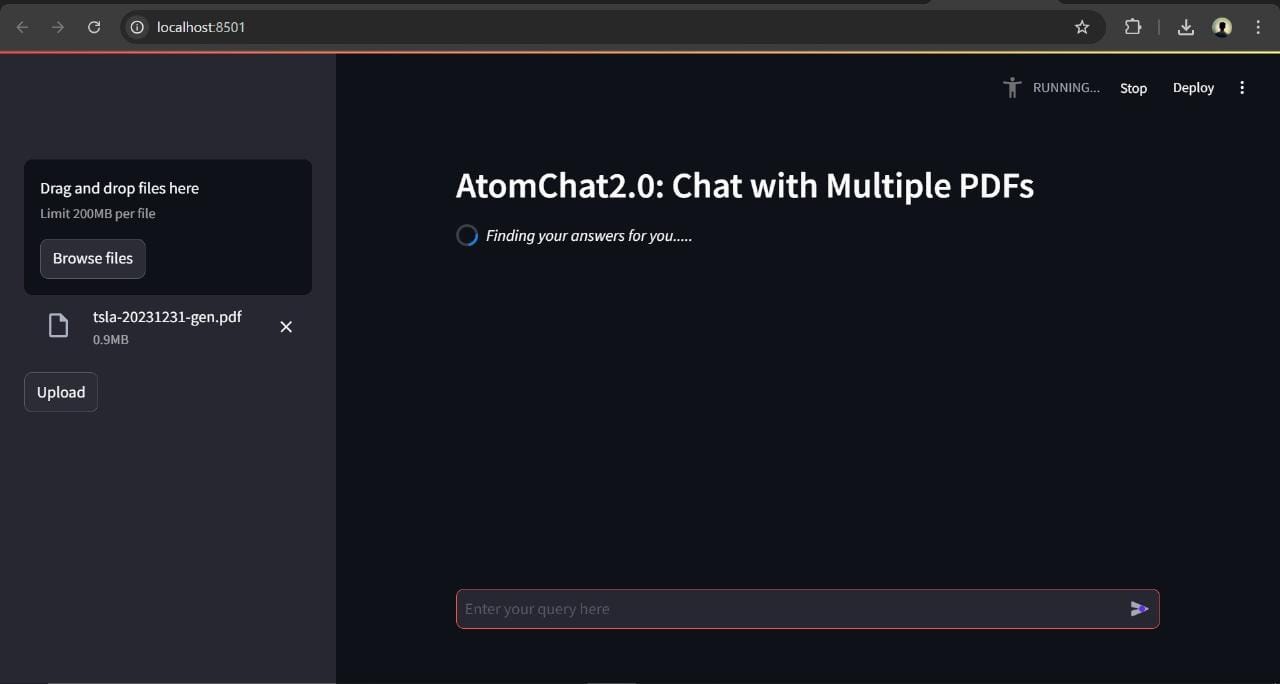 localhost:8501
RUNNING...
Stop
Deploy
Drag and drop files here
Limit 200MB per file
Browse files
tsla-20231231-gen.pdf
0.9MB
Upload
AtomChat2.0: Chat with Multiple PDFs
Finding your answers for you.....
Enter your query here